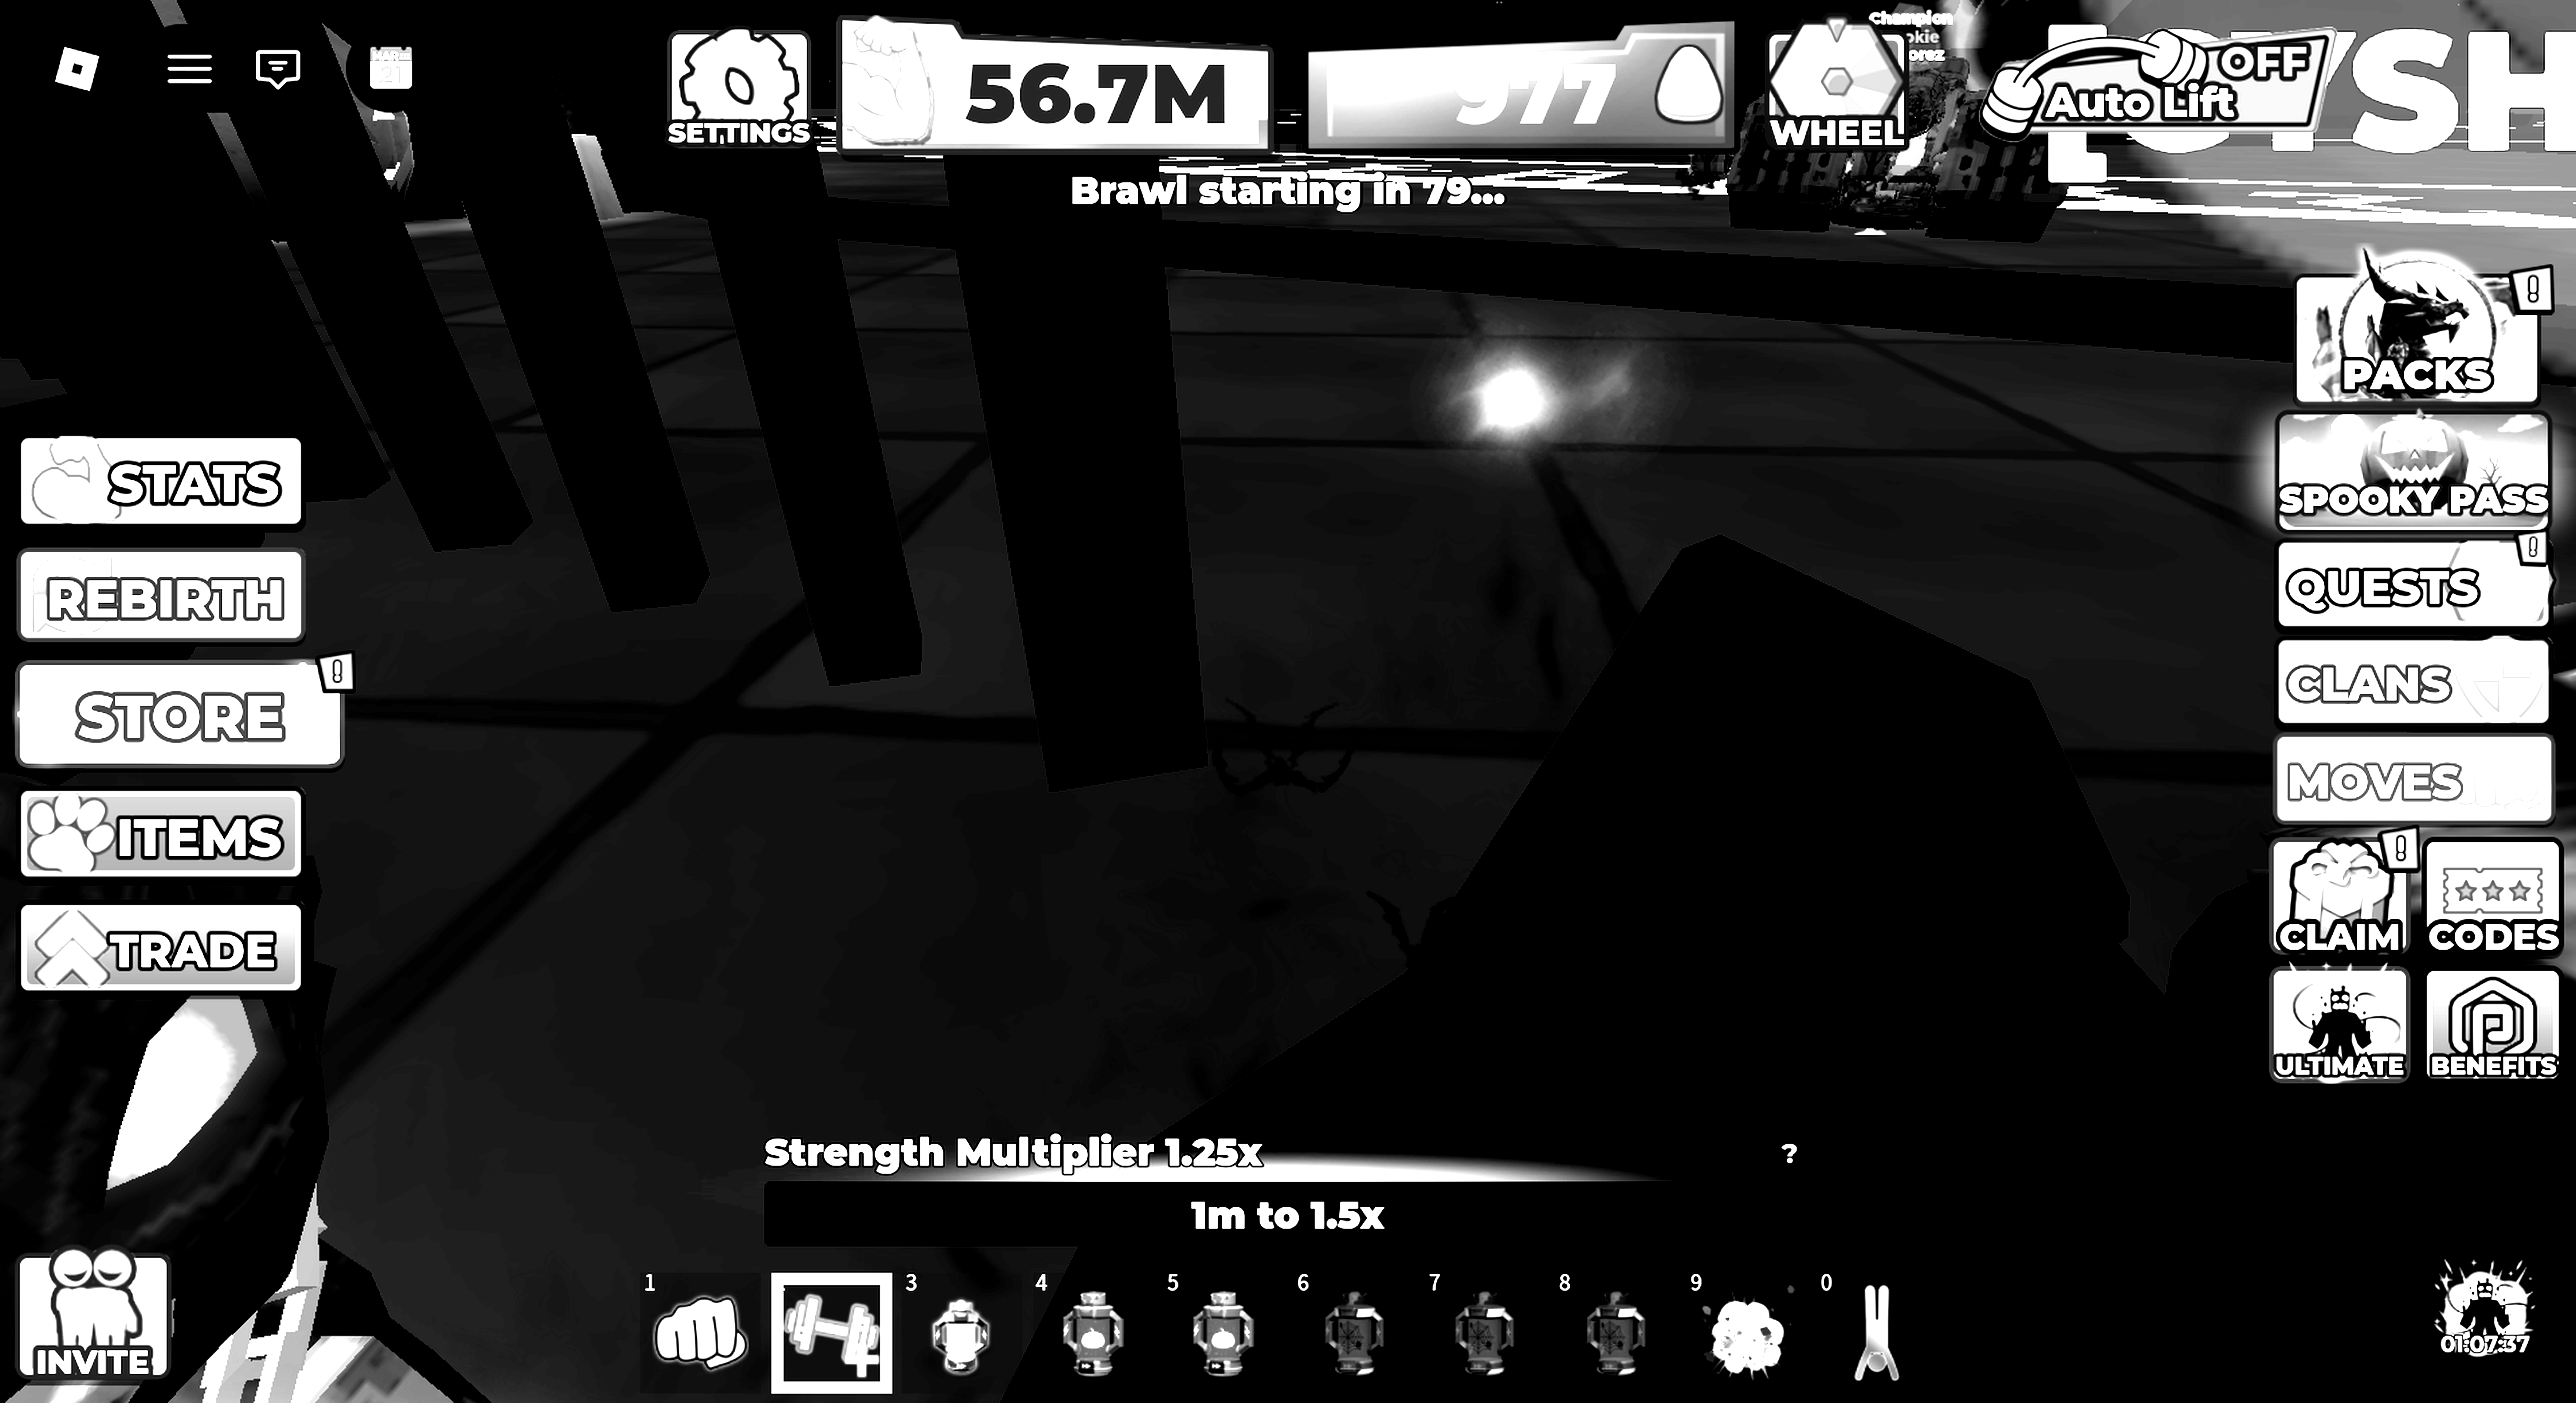 Champion
SETTINGS
56.7M
977
WHEEL
OFF
Auto Lift
Brawl starting in 79...
PACKS
STATS
SPOOKY PASS
REBIRTH
QUESTS
STORE
CLANS
MOVES
ITEMS
TRADE
CLAIM
CODES
ULTIMATE
BENEFITS
Strength Multiplier 1.25x
?
1m to 1.5x
INVITE
1
3
4
5
6
7
8
9
0
01:07:37